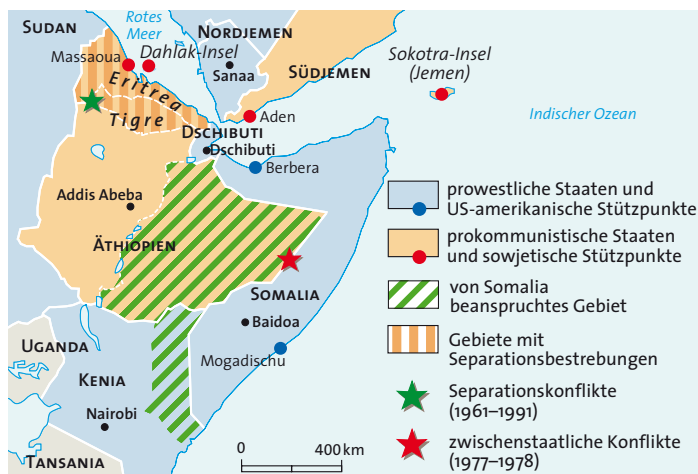 SUDAN
Rotes
Meer
NORDJEMEN
Massaoua
Dahlak-Insel
Sanaa
SÜDJEMEN
Sokotra-Insel
(Jemen)
Eritrea
Tigre
Aden
Indischer Ozean
DSCHIBUTI
Dschibuti
Berbera
Addis Abeba
ÄTHIOPIEN
SOMALIA
Baidoa
UGANDA
Mogadischu
KENIA
Nairobi
TANSANIA
0 400 km
prowestliche Staaten und
US-amerikanische Stützpunkte
prokommunistische Staaten
und sowjetische Stützpunkte
von Somalia
beanspruchtes Gebiet
Gebiete mit
Separationsbestrebungen
Separationskonflikte
(1961–1991)
zwischenstaatliche Konflikte
(1977–1978)